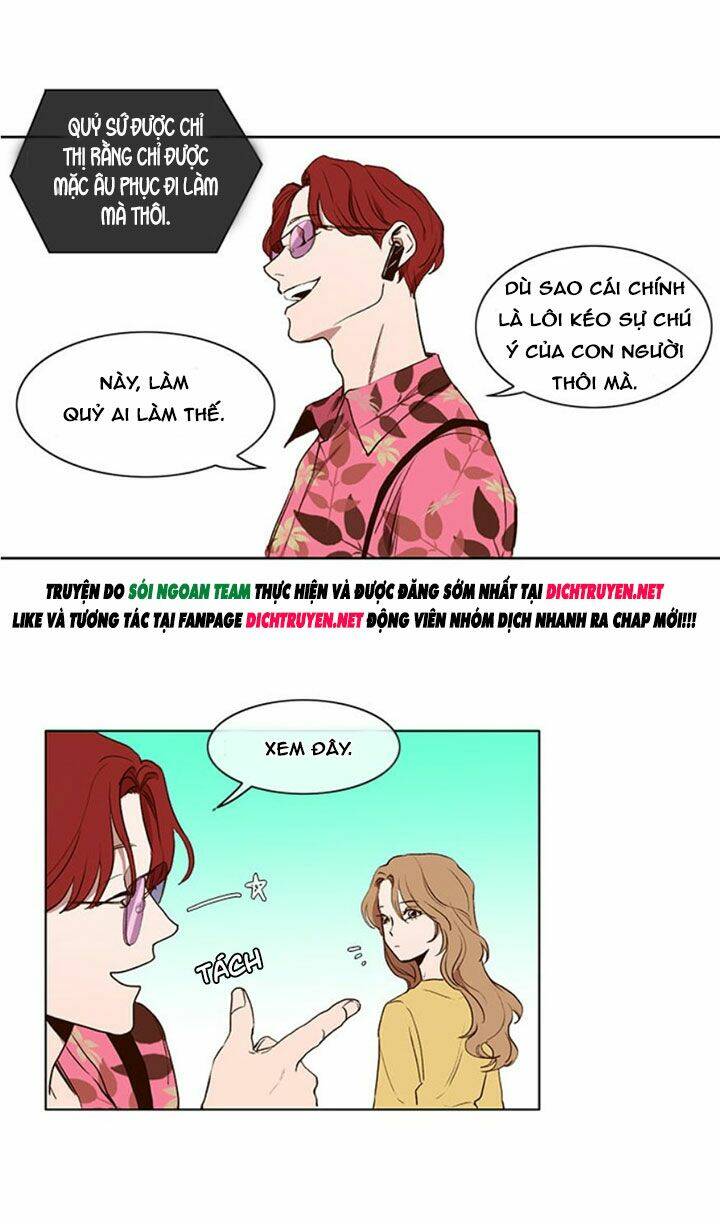 QUỶ SỨ ĐƯỢC CHỈ
THỊ RẰNG CHỈ ĐƯỢC
MẶC ÂU PHỤC ĐI LÀM
MÀ THÔI.
DÙ SAO CÁI CHÍNH
LÀ LÔI KÉO SỰ CHÚ
Ý CỦA CON NGƯỜI
THÔI MÀ.
NÀY, LÀM
QUỶ AI LÀM THẾ.
TRUYỆN DO SÓI NGOAN TEAM THỰC HIỆN VÀ ĐƯỢC ĐĂNG SỚM NHẤT TẠI DICHTRUYEN.NET
LIKE VÀ TƯƠNG TÁC TẠI FANPAGE DICHTRUYEN.NET ĐỘNG VIÊN NHÓM DỊCH NHANH RA CHAP MỚI!!!
XEM ĐÂY.
TÁCH